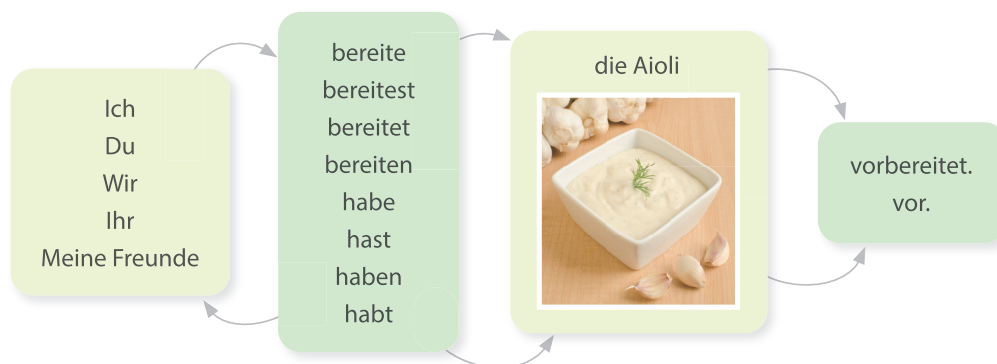 Ich
Du
Wir
Ihr
Meine Freunde
bereite
bereitest
bereitet
bereiten
habe
hast
haben
habt
die Aioli
vorbereitet.
vor.